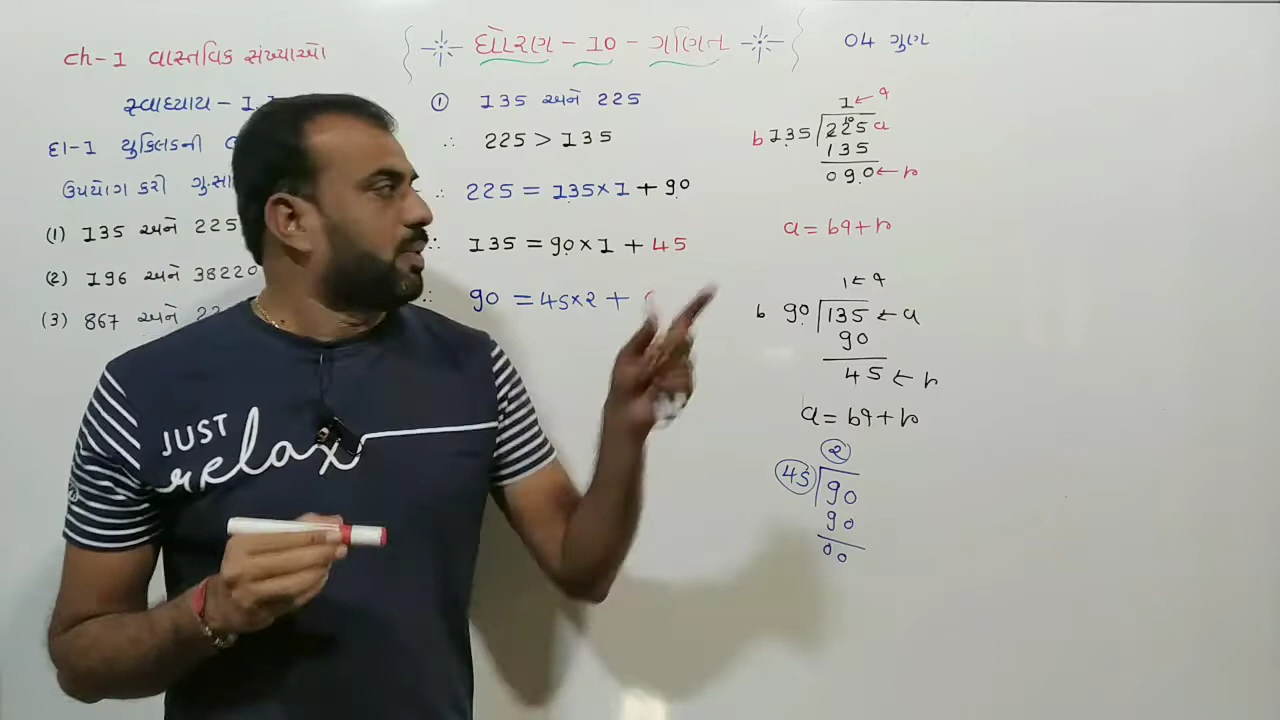 ધોરણ - 10 - ગણિત
04 ગુણ
ch-1 વાસ્તવિક સંખ્યાઓ
સ્વાધ્યાય - 1.
દા-1 યુક્લિડની
ઉપયોગ કરી ગુ.સા
(1) 135 અને 225
(2) 196 અને 38220
(3) 867 અને 2
① 135 અને 225
∴ 225 > 135
∴ 225 = 135×1 + 90
∴ 135 = 90×1 + 45
∴ 90 = 45×2 +
1 ← q
b 135 225 a
135
090 ← r
a = bq + r
1 ← q
b 90 135 ← a
90
45 ← r
a = bq + r
2
45 90
90
00
JUST
relax